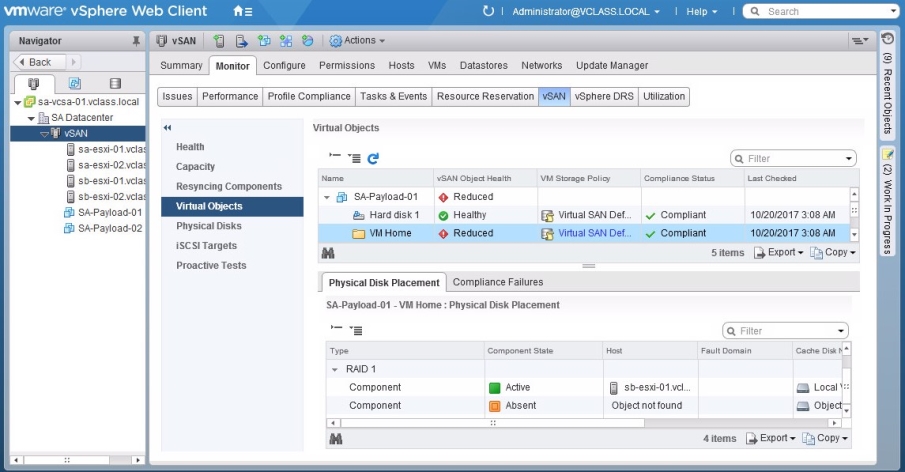 vmware® vSphere Web Client
Administrator@VCLASS.LOCAL | Help | Search
Navigator
Back
sa-vcsa-01.vclass.local
SA Datacenter
vSAN
sa-esxi-01.vclas
sa-esxi-02.vclas
sb-esxi-01.vclas
sb-esxi-02.vclas
SA-Payload-01
SA-Payload-02
vSAN Actions
Summary Monitor Configure Permissions Hosts VMs Datastores Networks Update Manager
Issues Performance Profile Compliance Tasks & Events Resource Reservation vSAN vSphere DRS Utilization
Health
Capacity
Resyncing Components
Virtual Objects
Physical Disks
iSCSI Targets
Proactive Tests
Virtual Objects
Filter
Name vSAN Object Health VM Storage Policy Compliance Status Last Checked
SA-Payload-01 Reduced
Hard disk 1 Healthy Virtual SAN Def... Compliant 10/20/2017 3:08 AM
VM Home Reduced Virtual SAN Def... Compliant 10/20/2017 3:08 AM
5 items Export Copy
Physical Disk Placement Compliance Failures
SA-Payload-01 - VM Home : Physical Disk Placement
Filter
Type Component State Host Fault Domain Cache Disk N
RAID 1
Component Active sb-esxi-01.vcl... Local
Component Absent Object not found Object
4 items Export Copy
(9) Recent Objects
(2) Work In Progress